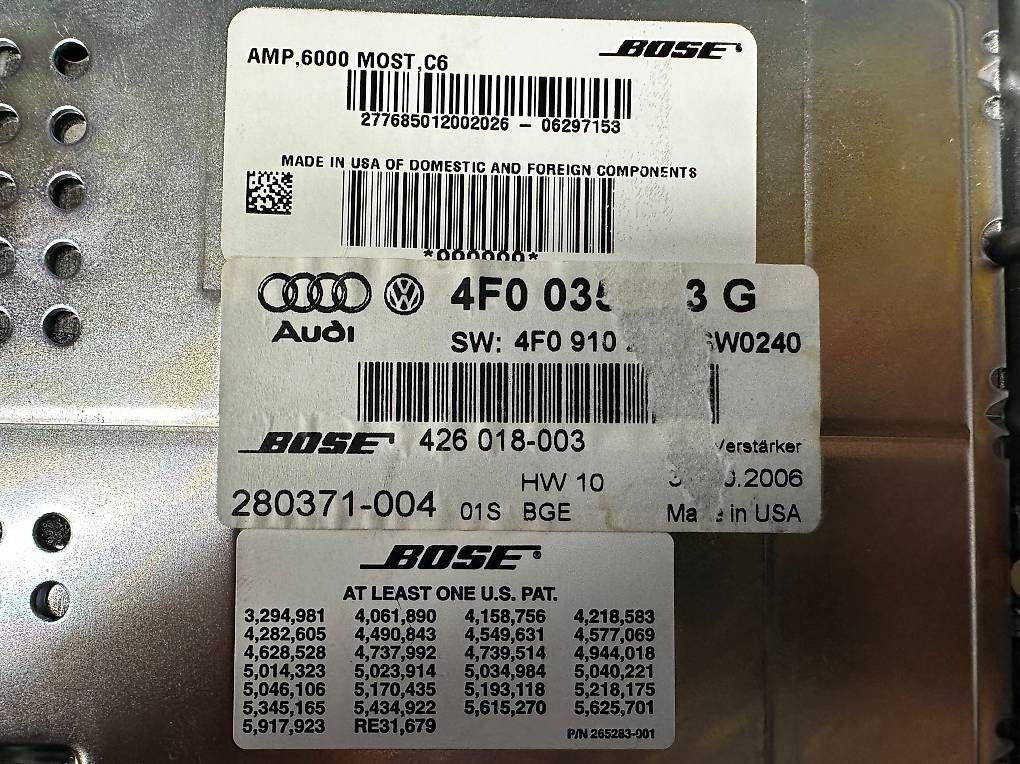 BOSE
AMP,6000 MOST,C6
277685012002026 - 06297153
MADE IN USA OF DOMESTIC AND FOREIGN COMPONENTS
Audi
4F0 3 G
SW: 4F0 910
BOSE 426 018-003 Verstärker
HW 10
280371-004 01S BGE Made in USA
BOSE
AT LEAST ONE U.S. PAT.
3,294,981 4,061,890 4,158,756 4,218,583
4,282,605 4,490,843 4,549,631 4,577,069
4,628,528 4,737,992 4,739,514 4,944,018
5,014,323 5,023,914 5,034,984 5,040,221
5,046,106 5,170,435 5,193,118 5,218,175
5,345,165 5,434,922 5,615,270 5,625,701
5,917,923 RE31,679 P/N 265283-001